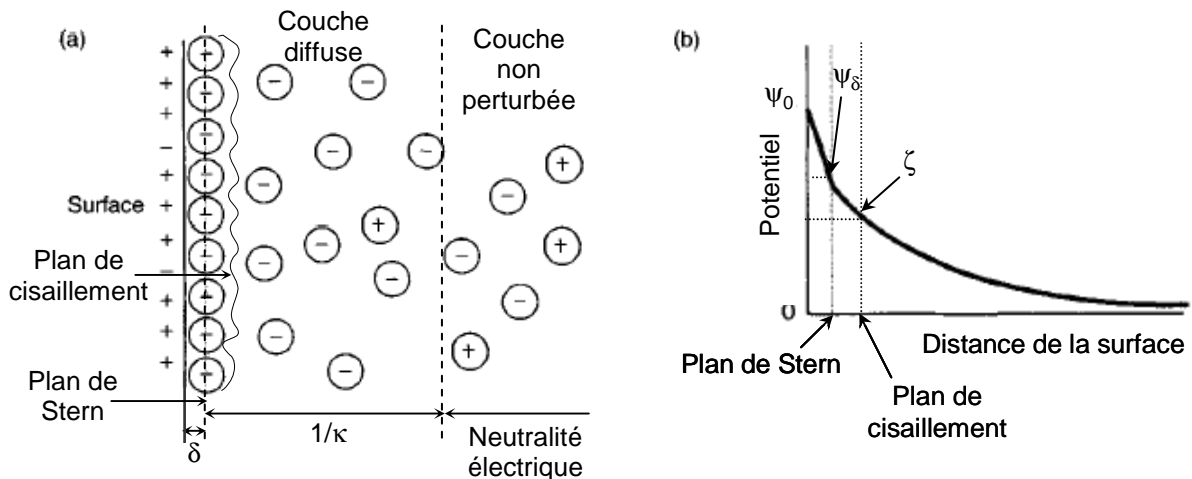 (a)
Couche
diffuse
Couche
non
perturbée
Surface
Plan de
cisaillement
Plan de
Stern
δ
1/κ
Neutralité
électrique
+
+
+
−
+
+
+
−
+
+
+
−
−
−
−
−
−
+
−
−
−
−
−
+
−
+
−
−
+
(b)
ψ0
ψδ
ζ
Potentiel
0
Plan de Stern
Distance de la surface
Plan de
cisaillement